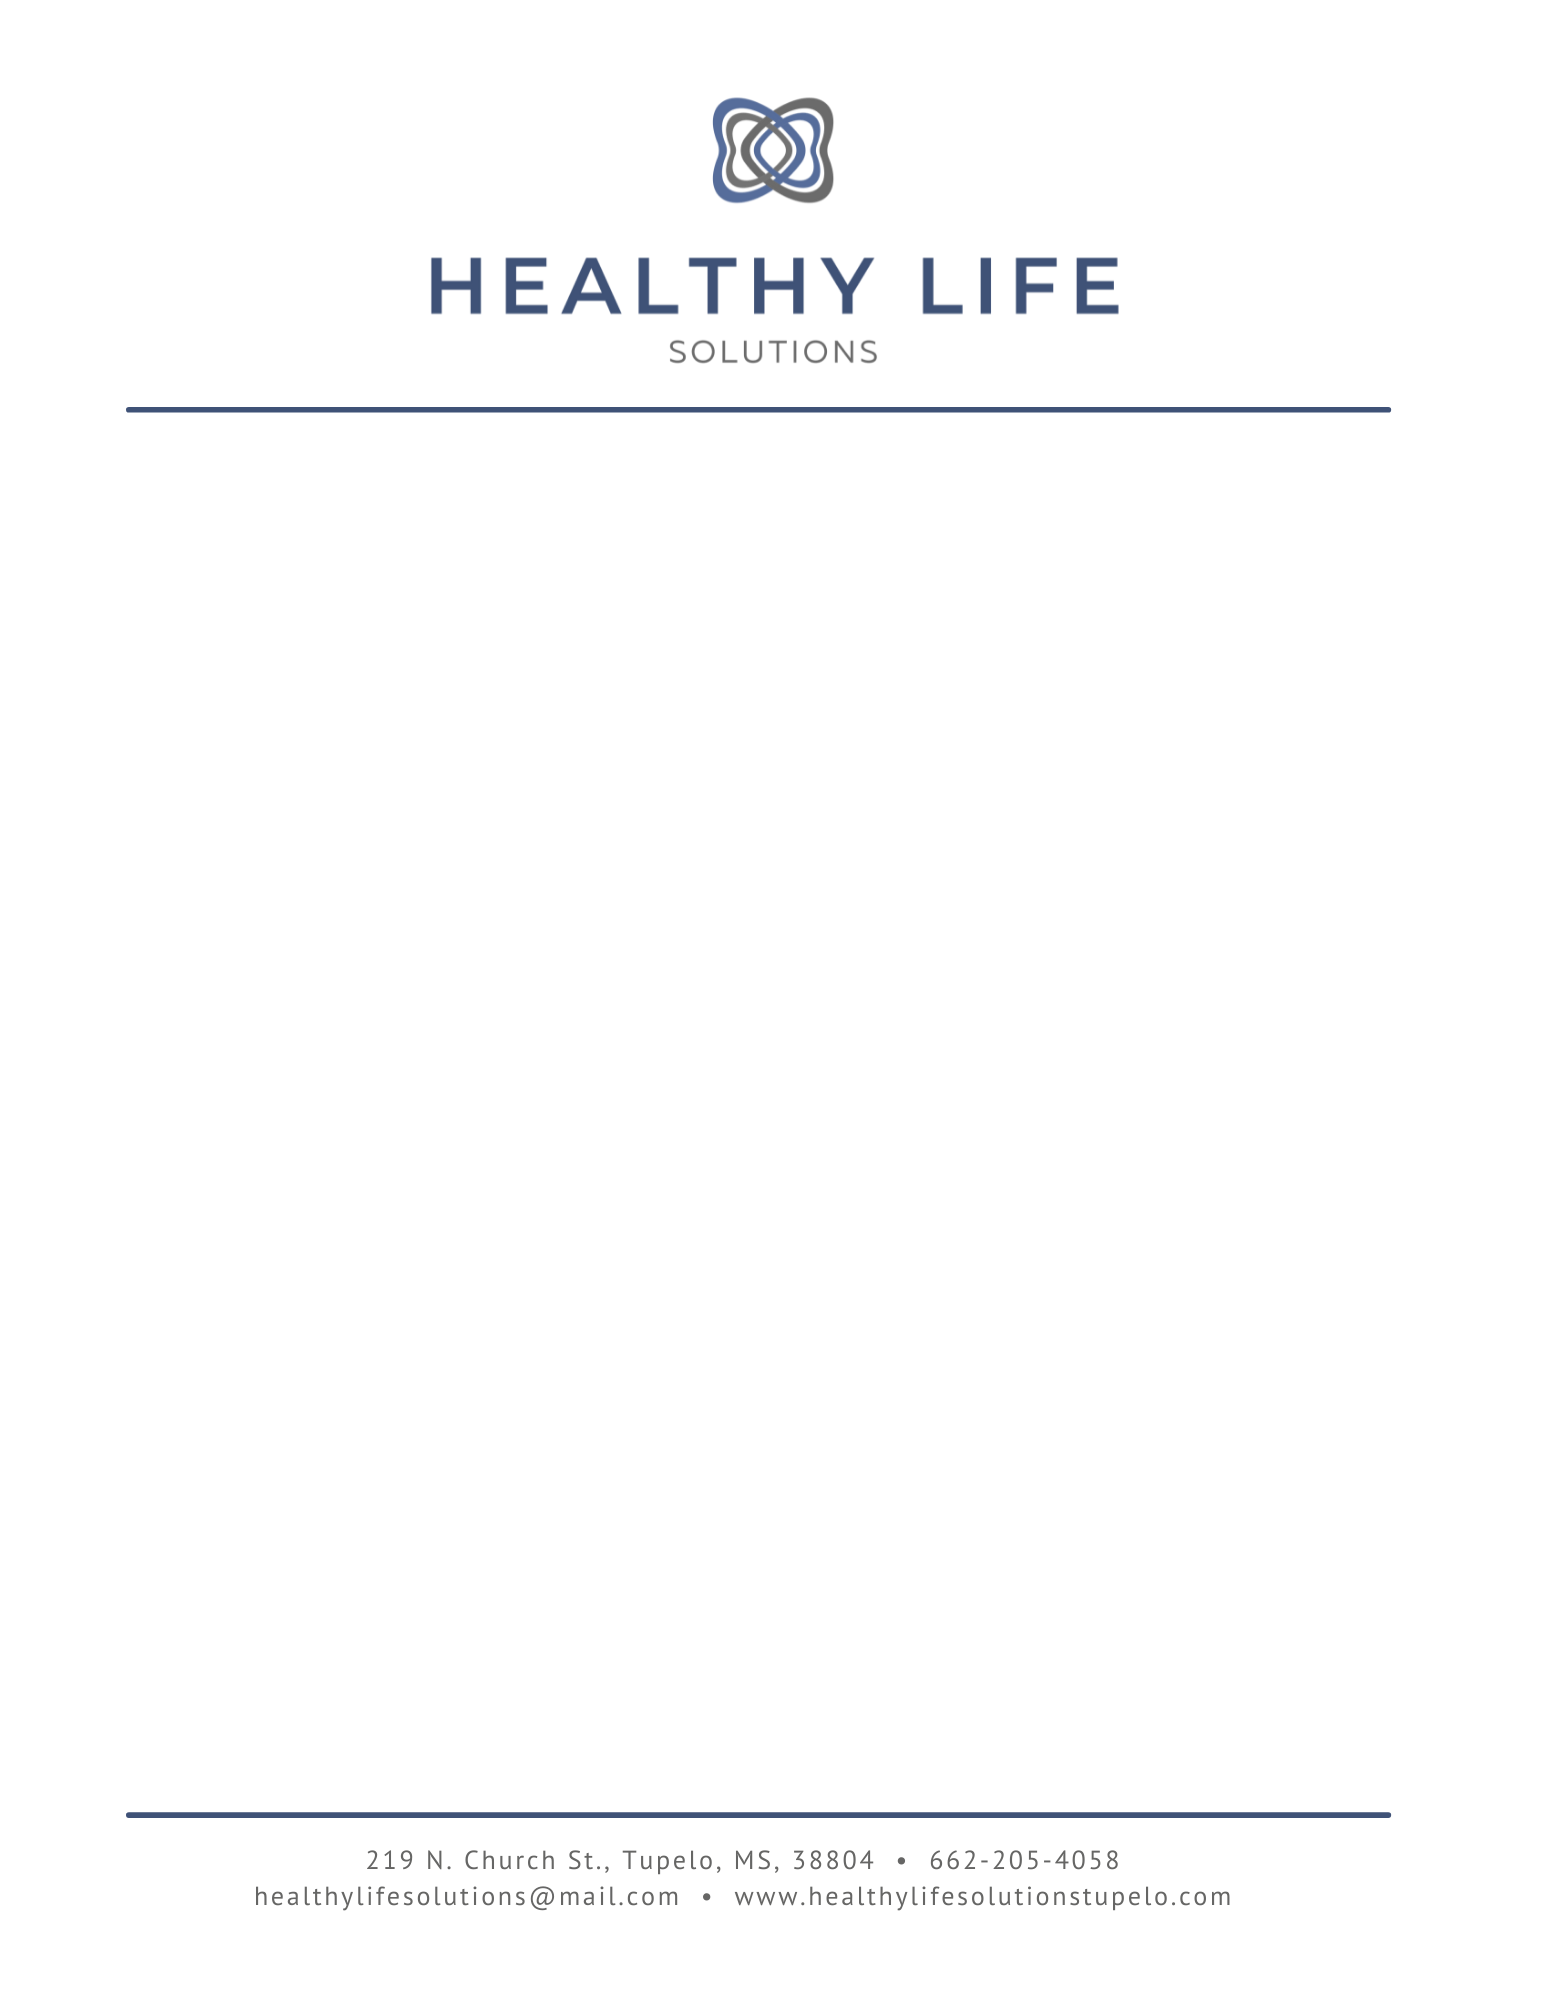 HEALTHY LIFE
SOLUTIONS
219 N. Church St., Tupelo, MS, 38804 • 662-205-4058
healthylifesolutions@mail.com • www.healthylifesolutionstupelo.com